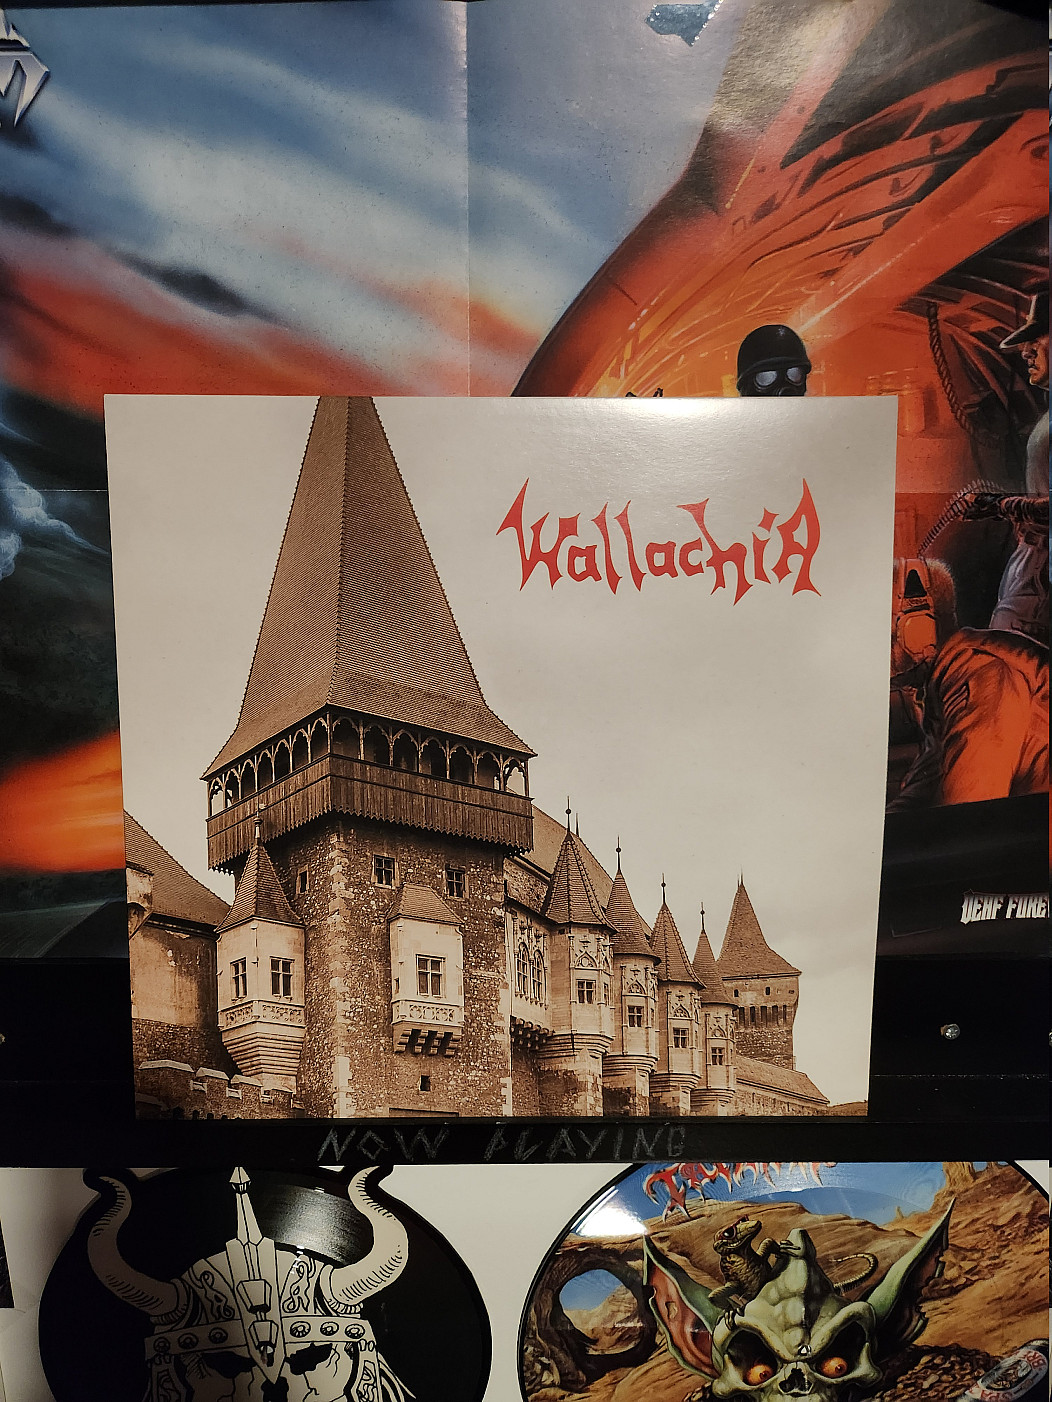 WallachiA
DEAF FORE
NOW PLAYING